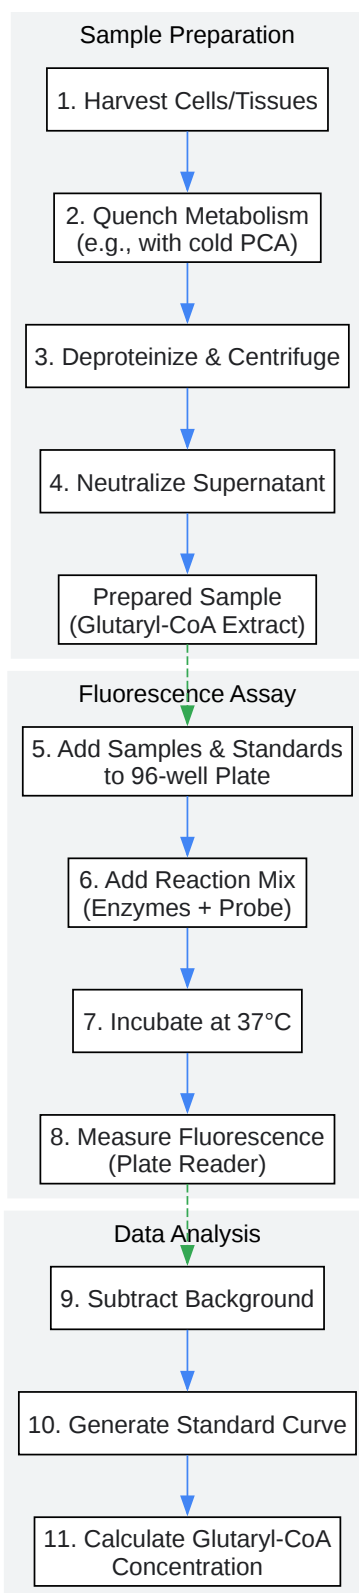 Sample Preparation
1. Harvest Cells/Tissues
2. Quench Metabolism
(e.g., with cold PCA)
3. Deproteinize & Centrifuge
4. Neutralize Supernatant
Prepared Sample
(Glutaryl-CoA Extract)
Fluorescence Assay
5. Add Samples & Standards
to 96-well Plate
6. Add Reaction Mix
(Enzymes + Probe)
7. Incubate at 37°C
8. Measure Fluorescence
(Plate Reader)
Data Analysis
9. Subtract Background
10. Generate Standard Curve
11. Calculate Glutaryl-CoA
Concentration